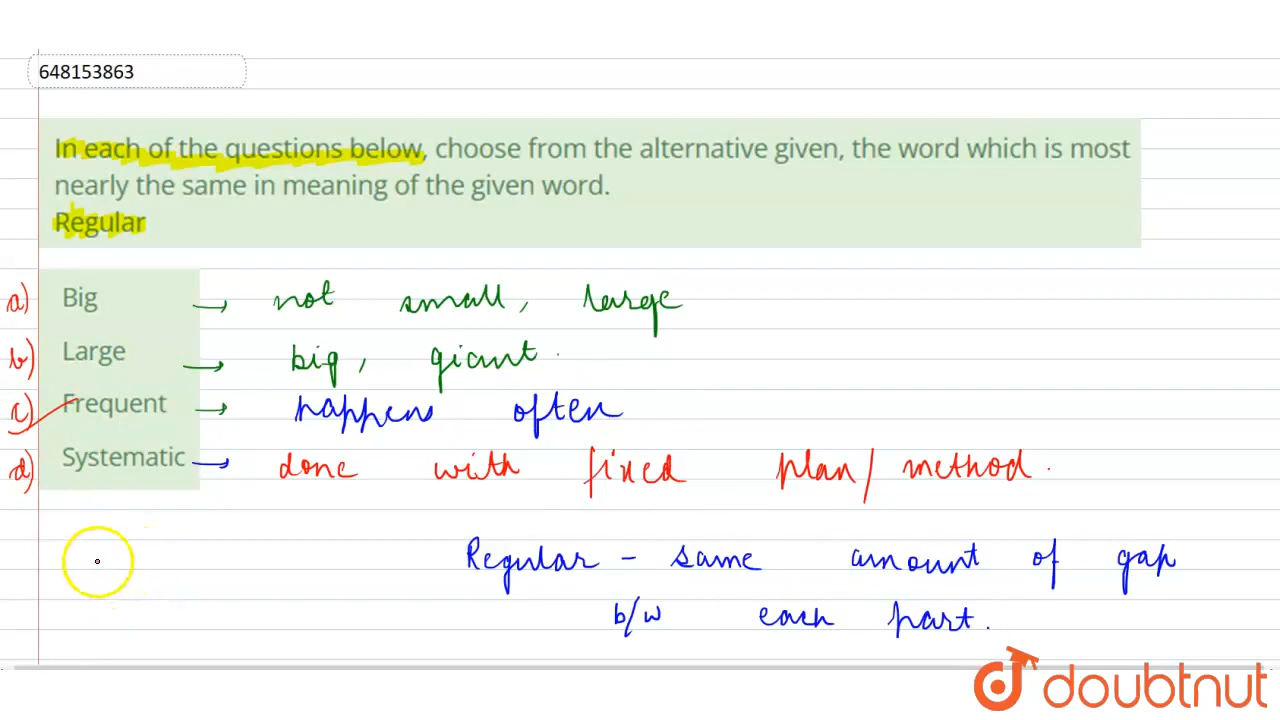 648153863
In each of the questions below, choose from the alternative given, the word which is most
nearly the same in meaning of the given word.
Regular
a) Big → not small, large
b) Large → big, giant.
c) Frequent → happens often
d) Systematic → done with fixed plan/method.
Regular - same amount of gap
b/w each part.
doubtnut